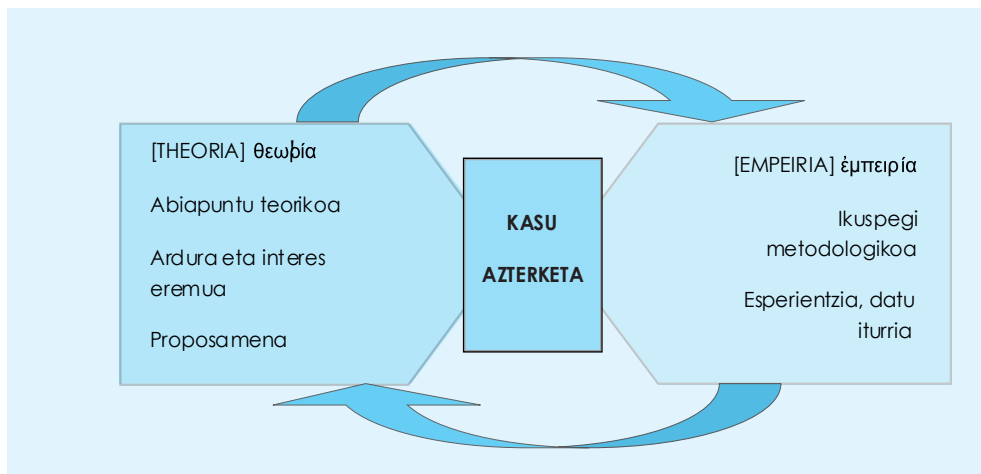 [THEORIA] θεωρία
Abiapuntu teorikoa
Ardura eta interes
eremua
Proposamena
KASU
AZTERKETA
[EMPEIRIA] ἐμπειρία
Ikuspegi
metodologikoa
Esperientzia, datu
iturria